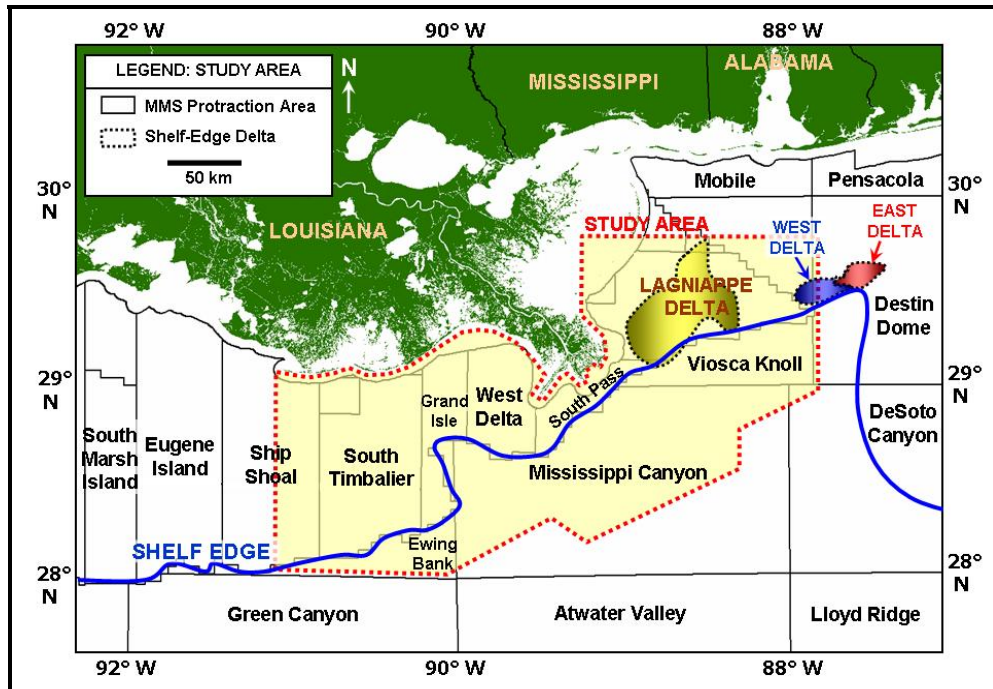 92° W
90° W
88° W
LEGEND: STUDY AREA
MMS Protraction Area
Shelf-Edge Delta
50 km
N
MISSISSIPPI
ALABAMA
LOUISIANA
30°
N
30°
N
Mobile
Pensacola
STUDY AREA
WEST
DELTA
EAST
DELTA
LAGNIAPPE
DELTA
Destin
Dome
Viosca Knoll
29°
N
29°
N
South Pass
West
Delta
Grand
Isle
DeSoto
Canyon
South
Marsh
Island
Eugene
Island
Ship
Shoal
South
Timbalier
Mississippi Canyon
Ewing
Bank
SHELF EDGE
28°
N
28°
N
Green Canyon
Atwater Valley
Lloyd Ridge
92° W
90° W
88° W